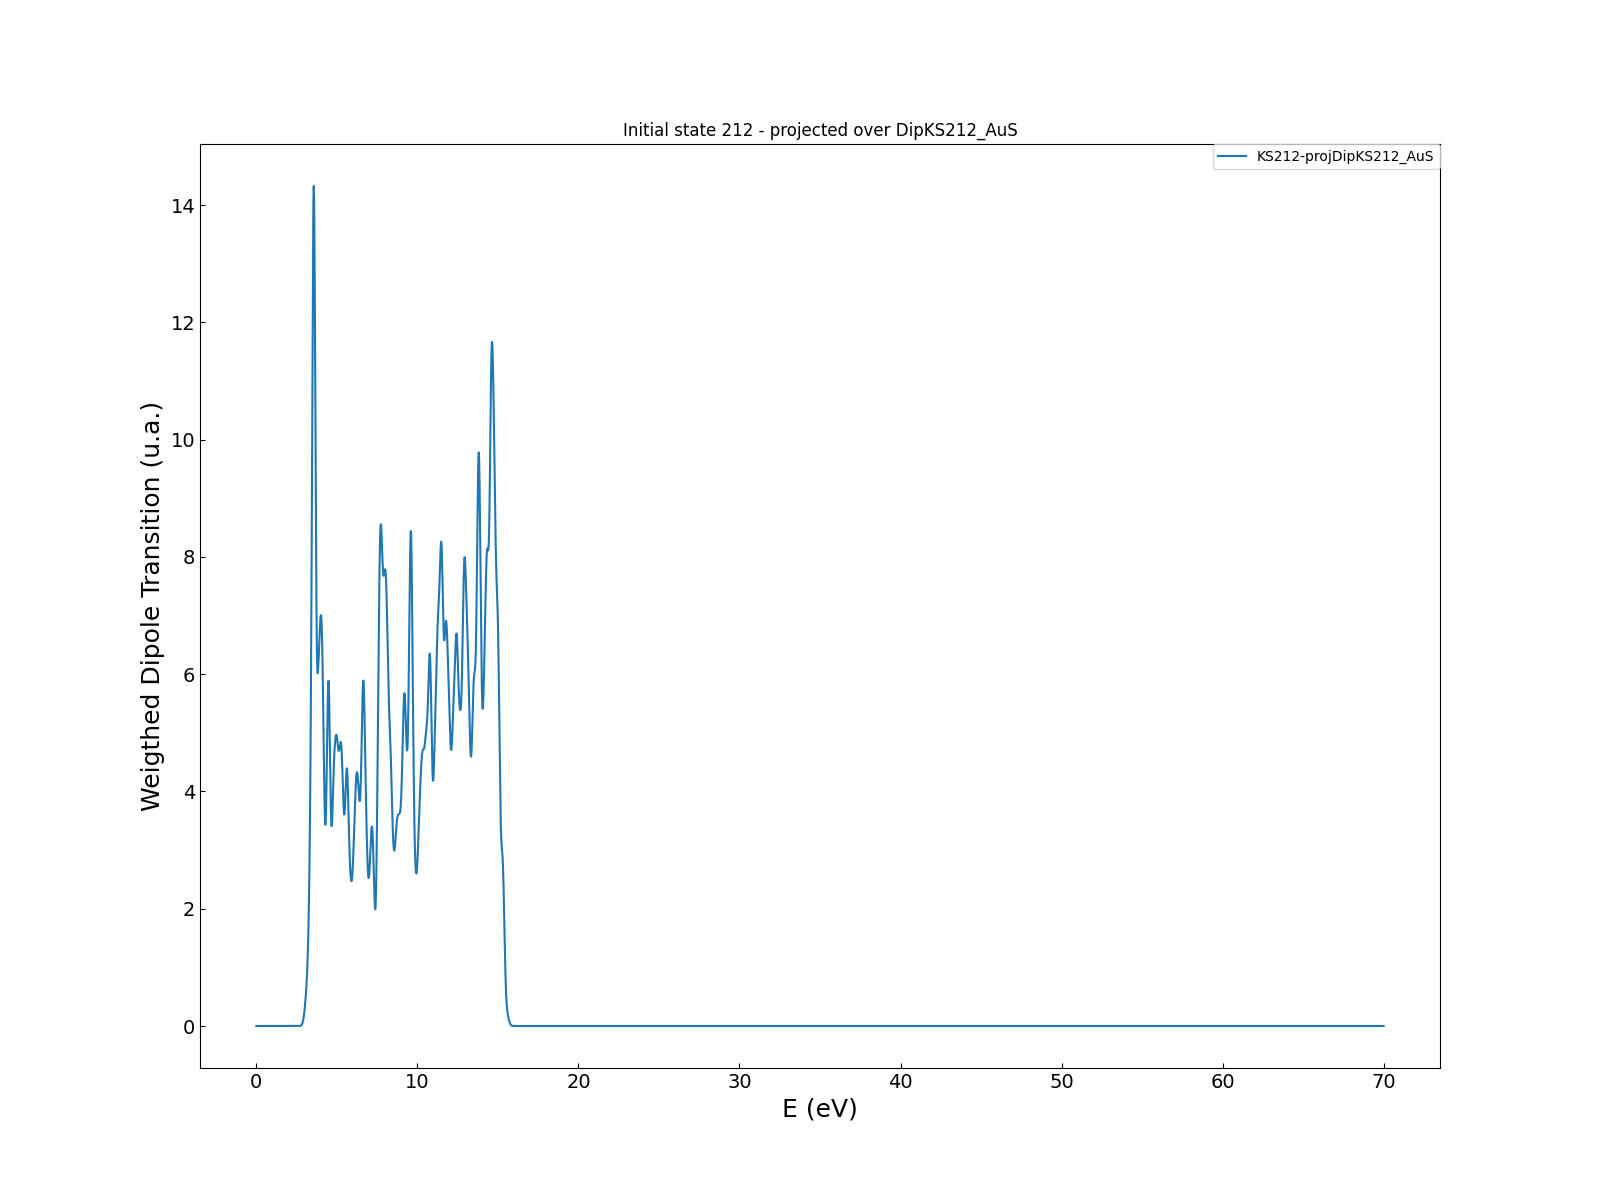 Initial state 212 - projected over DipKS212_AuS
KS212-projDipKS212_AuS
14
12
10
8
6
4
2
0
Weigthed Dipole Transition (u.a.)
0 10 20 30 40 50 60 70
E (eV)